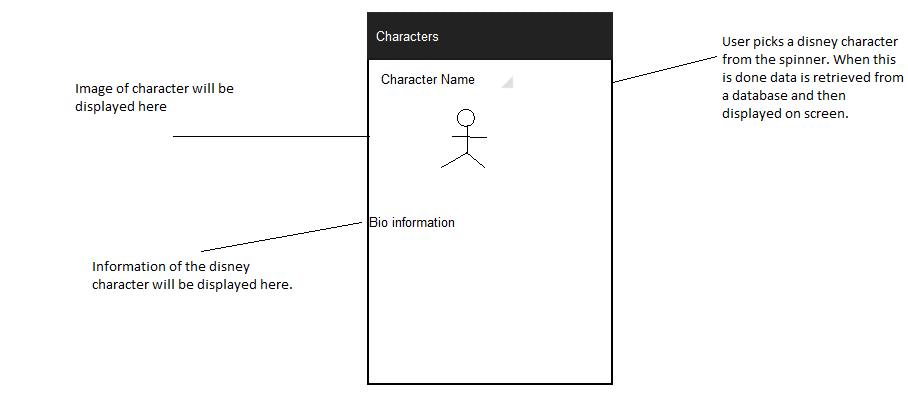 Characters
Character Name
Bio information
Image of character will be
displayed here
Information of the disney
character will be displayed here.
User picks a disney character
from the spinner. When this
is done data is retrieved from
a database and then
displayed on screen.